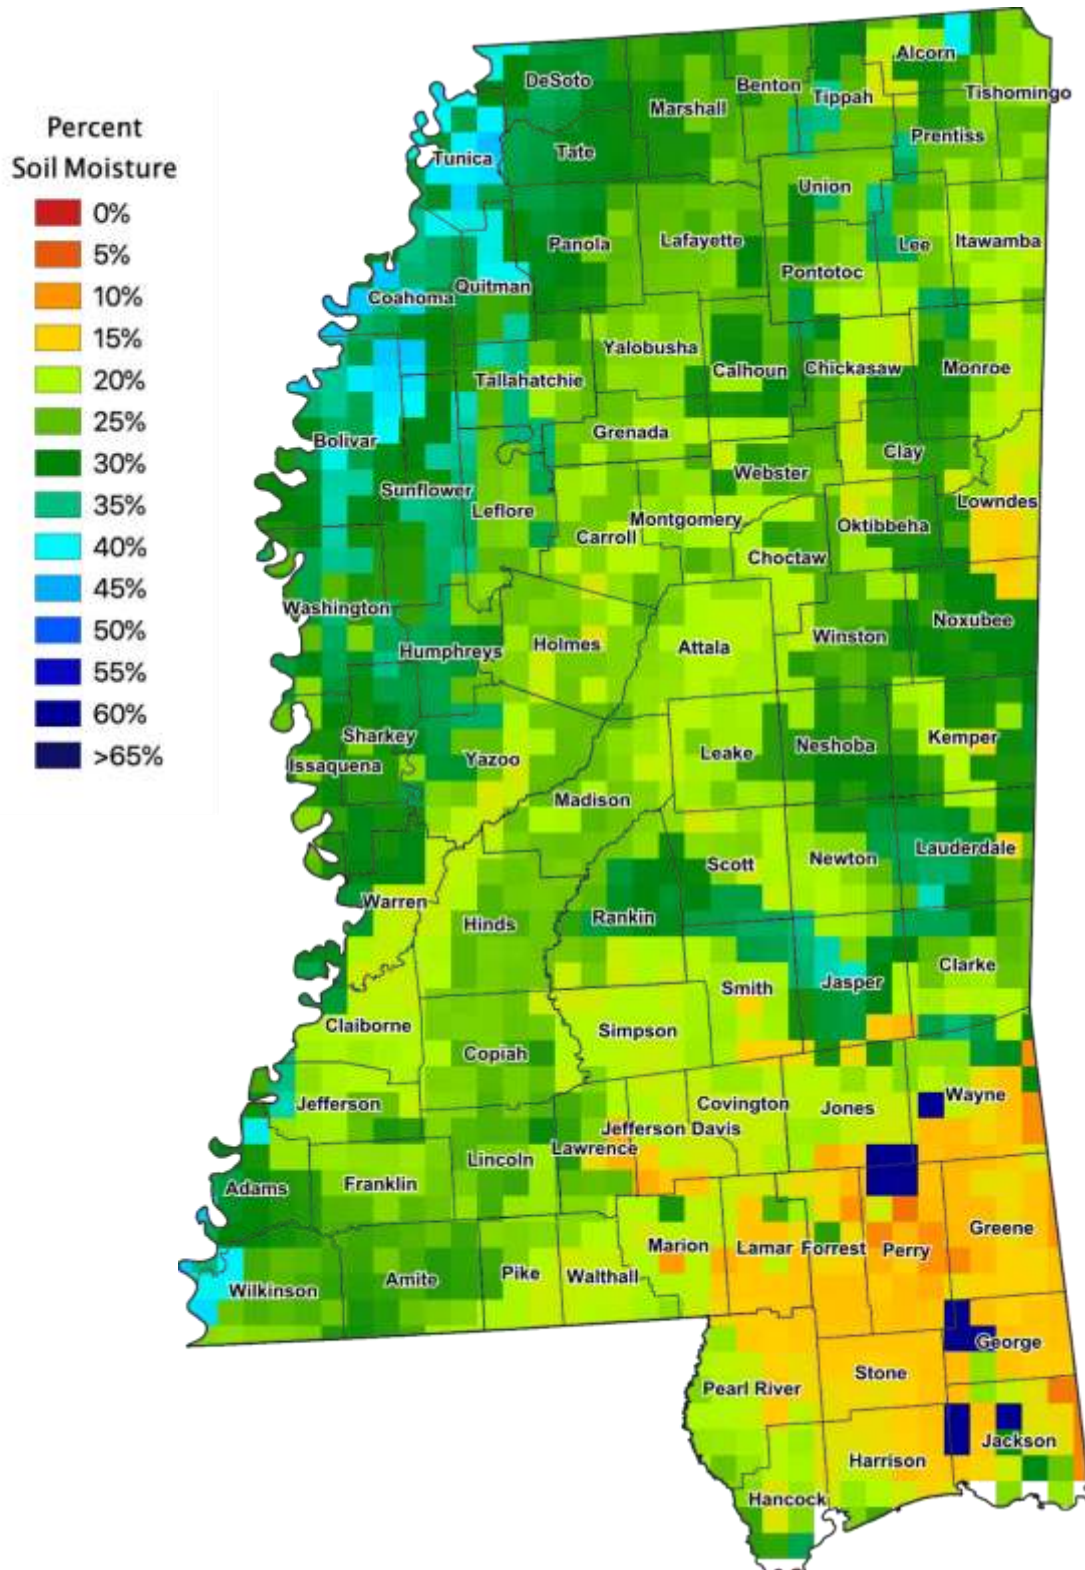 Percent
Soil Moisture
0%
5%
10%
15%
20%
25%
30%
35%
40%
45%
50%
55%
60%
>65%
Alcorn
DeSoto
Benton
Tippah
Tishomingo
Marshall
Prentiss
Tunica
Tate
Union
Panola
Lafayette
Lee
Itawamba
Pontotoc
Coahoma
Quitman
Yalobusha
Calhoun
Chickasaw
Monroe
Tallahatchie
Bolivar
Grenada
Clay
Webster
Sunflower
Leflore
Lowndes
Montgomery
Oktibbeha
Carroll
Choctaw
Washington
Noxubee
Winston
Humphreys
Holmes
Attala
Sharkey
Kemper
Neshoba
Leake
Issaquena
Yazoo
Madison
Lauderdale
Newton
Scott
Warren
Rankin
Hinds
Clarke
Jasper
Smith
Claiborne
Simpson
Copiah
Jefferson
Wayne
Covington
Jones
Jefferson Davis
Lawrence
Lincoln
Adams
Franklin
Greene
Marion
Lamar
Forrest
Perry
Pike
Walthall
Amite
Wilkinson
George
Stone
Pearl River
Jackson
Harrison
Hancock